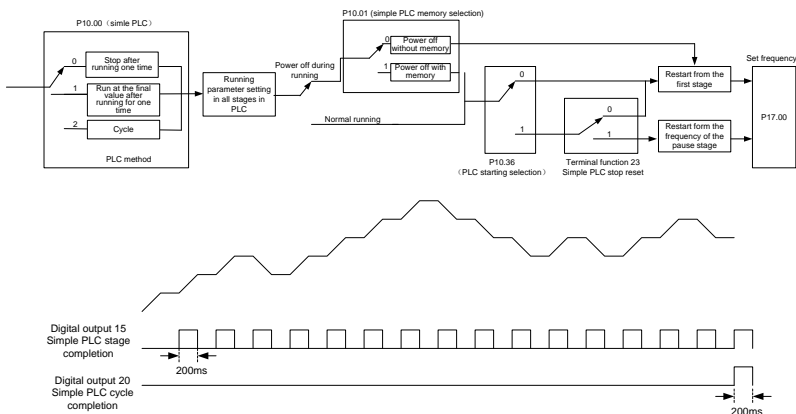 P10.00（simle PLC）
0
Stop after
running one time
1
Run at the final
value after
running for one
time
2
Cycle
PLC method
Running
parameter setting
in all stages in
PLC
Power off during
running
Normal running
P10.01 (simple PLC memory selection)
0
Power off
without memory
1
Power off with
memory
0
1
P10.36
（PLC starting selection）
0
1
Terminal function 23
Simple PLC stop reset
Restart from the
first stage
Restart form the
frequency of the
pause stage
Set frequency
P17.00
Digital output 15
Simple PLC stage
completion
200ms
Digital output 20
Simple PLC cycle
completion
200ms